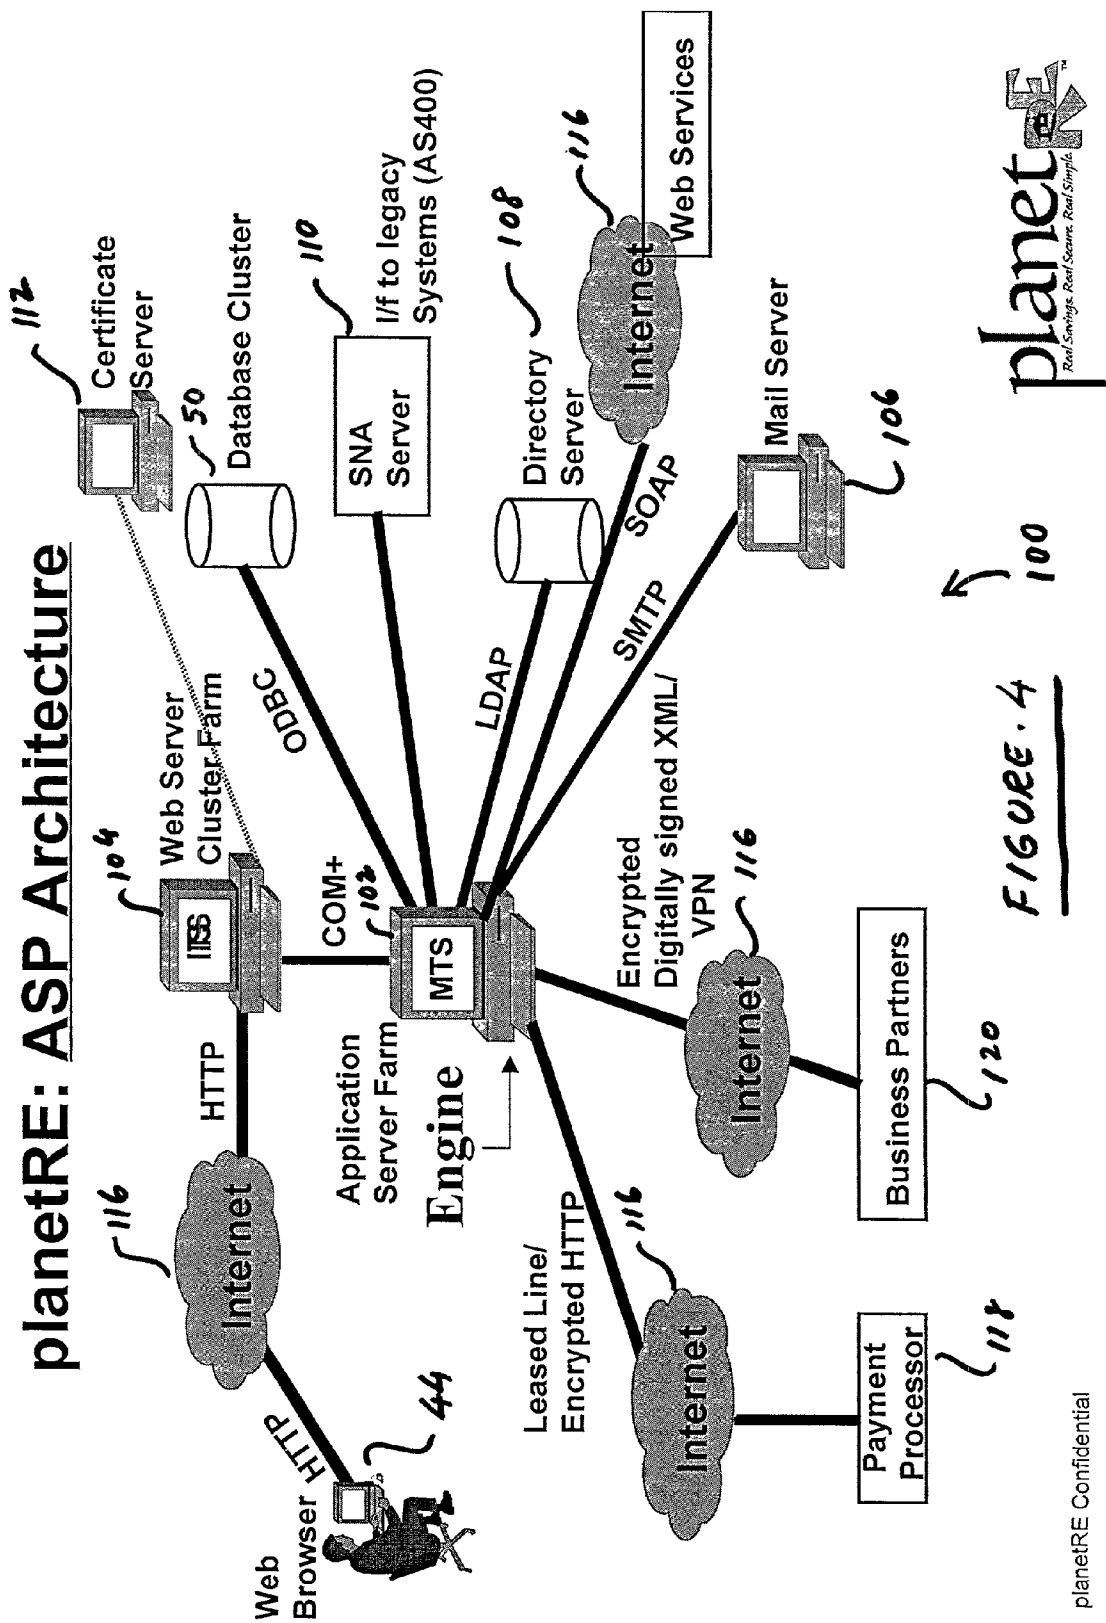 planetRE: ASP Architecture
112
Certificate
Server
50
Database Cluster
110
SNA
Server
I/f to legacy
Systems (AS400)
108
Directory
Server
116
Internet
Web Services
Mail Server
106
104
Web Server
Cluster Farm
IIS
ODBC
LDAP
SOAP
SMTP
COM+
102
MTS
Application
Server Farm
Engine
HTTP
116
Internet
HTTP
Web
Browser
44
Leased Line/
Encrypted HTTP
116
Internet
Payment
Processor
118
Encrypted
Digitally signed XML/
VPN
116
Internet
Business Partners
120
FIGURE. 4
100
planetRE Confidential
planetRE™
Real Savings. Real Secure. Real Simple.